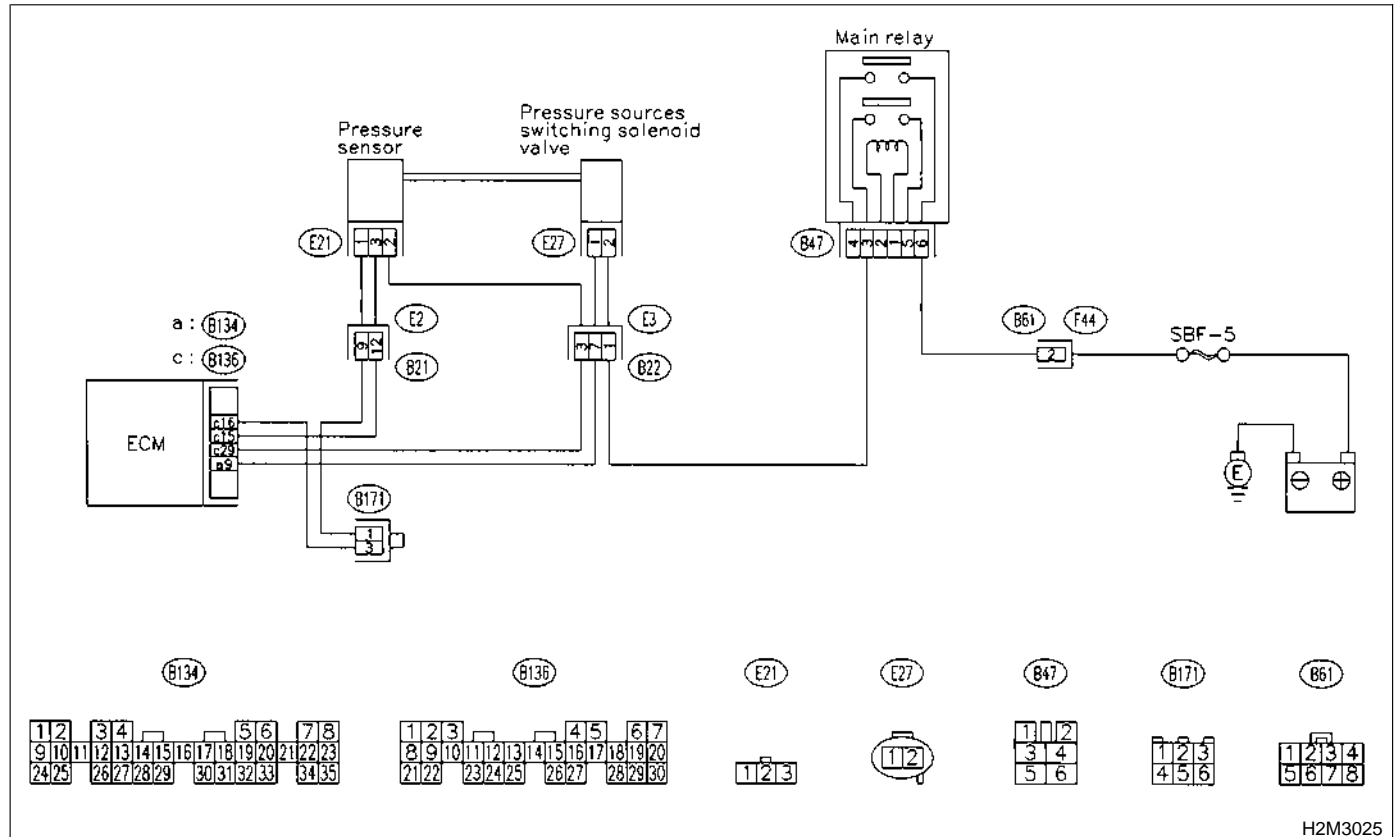 Main relay
Pressure
sensor
Pressure sources
switching solenoid
valve
E21
1 3 2
E27
1 2
B47
4 3 2 1 5 6
a : B134
c : B136
E2
9 12
B21
E3
3 7 1
B22
B61 F44
2
SBF-5
ECM
c16
c15
c29
a9
B171
1
3
E
⊖ ⊕
B134 B136 E21 E27 B47 B171 B61
1 2 3 4 5 6 7 8
9 10 11 12 13 14 15 16 17 18 19 20 21 22 23
24 25 26 27 28 29 30 31 32 33 34 35
1 2 3 4 5 6 7
8 9 10 11 12 13 14 15 16 17 18 19 20
21 22 23 24 25 26 27 28 29 30
1 2 3
1 2
1 2
3 4
5 6
1 2 3
4 5 6
1 2 3 4
5 6 7 8
H2M3025